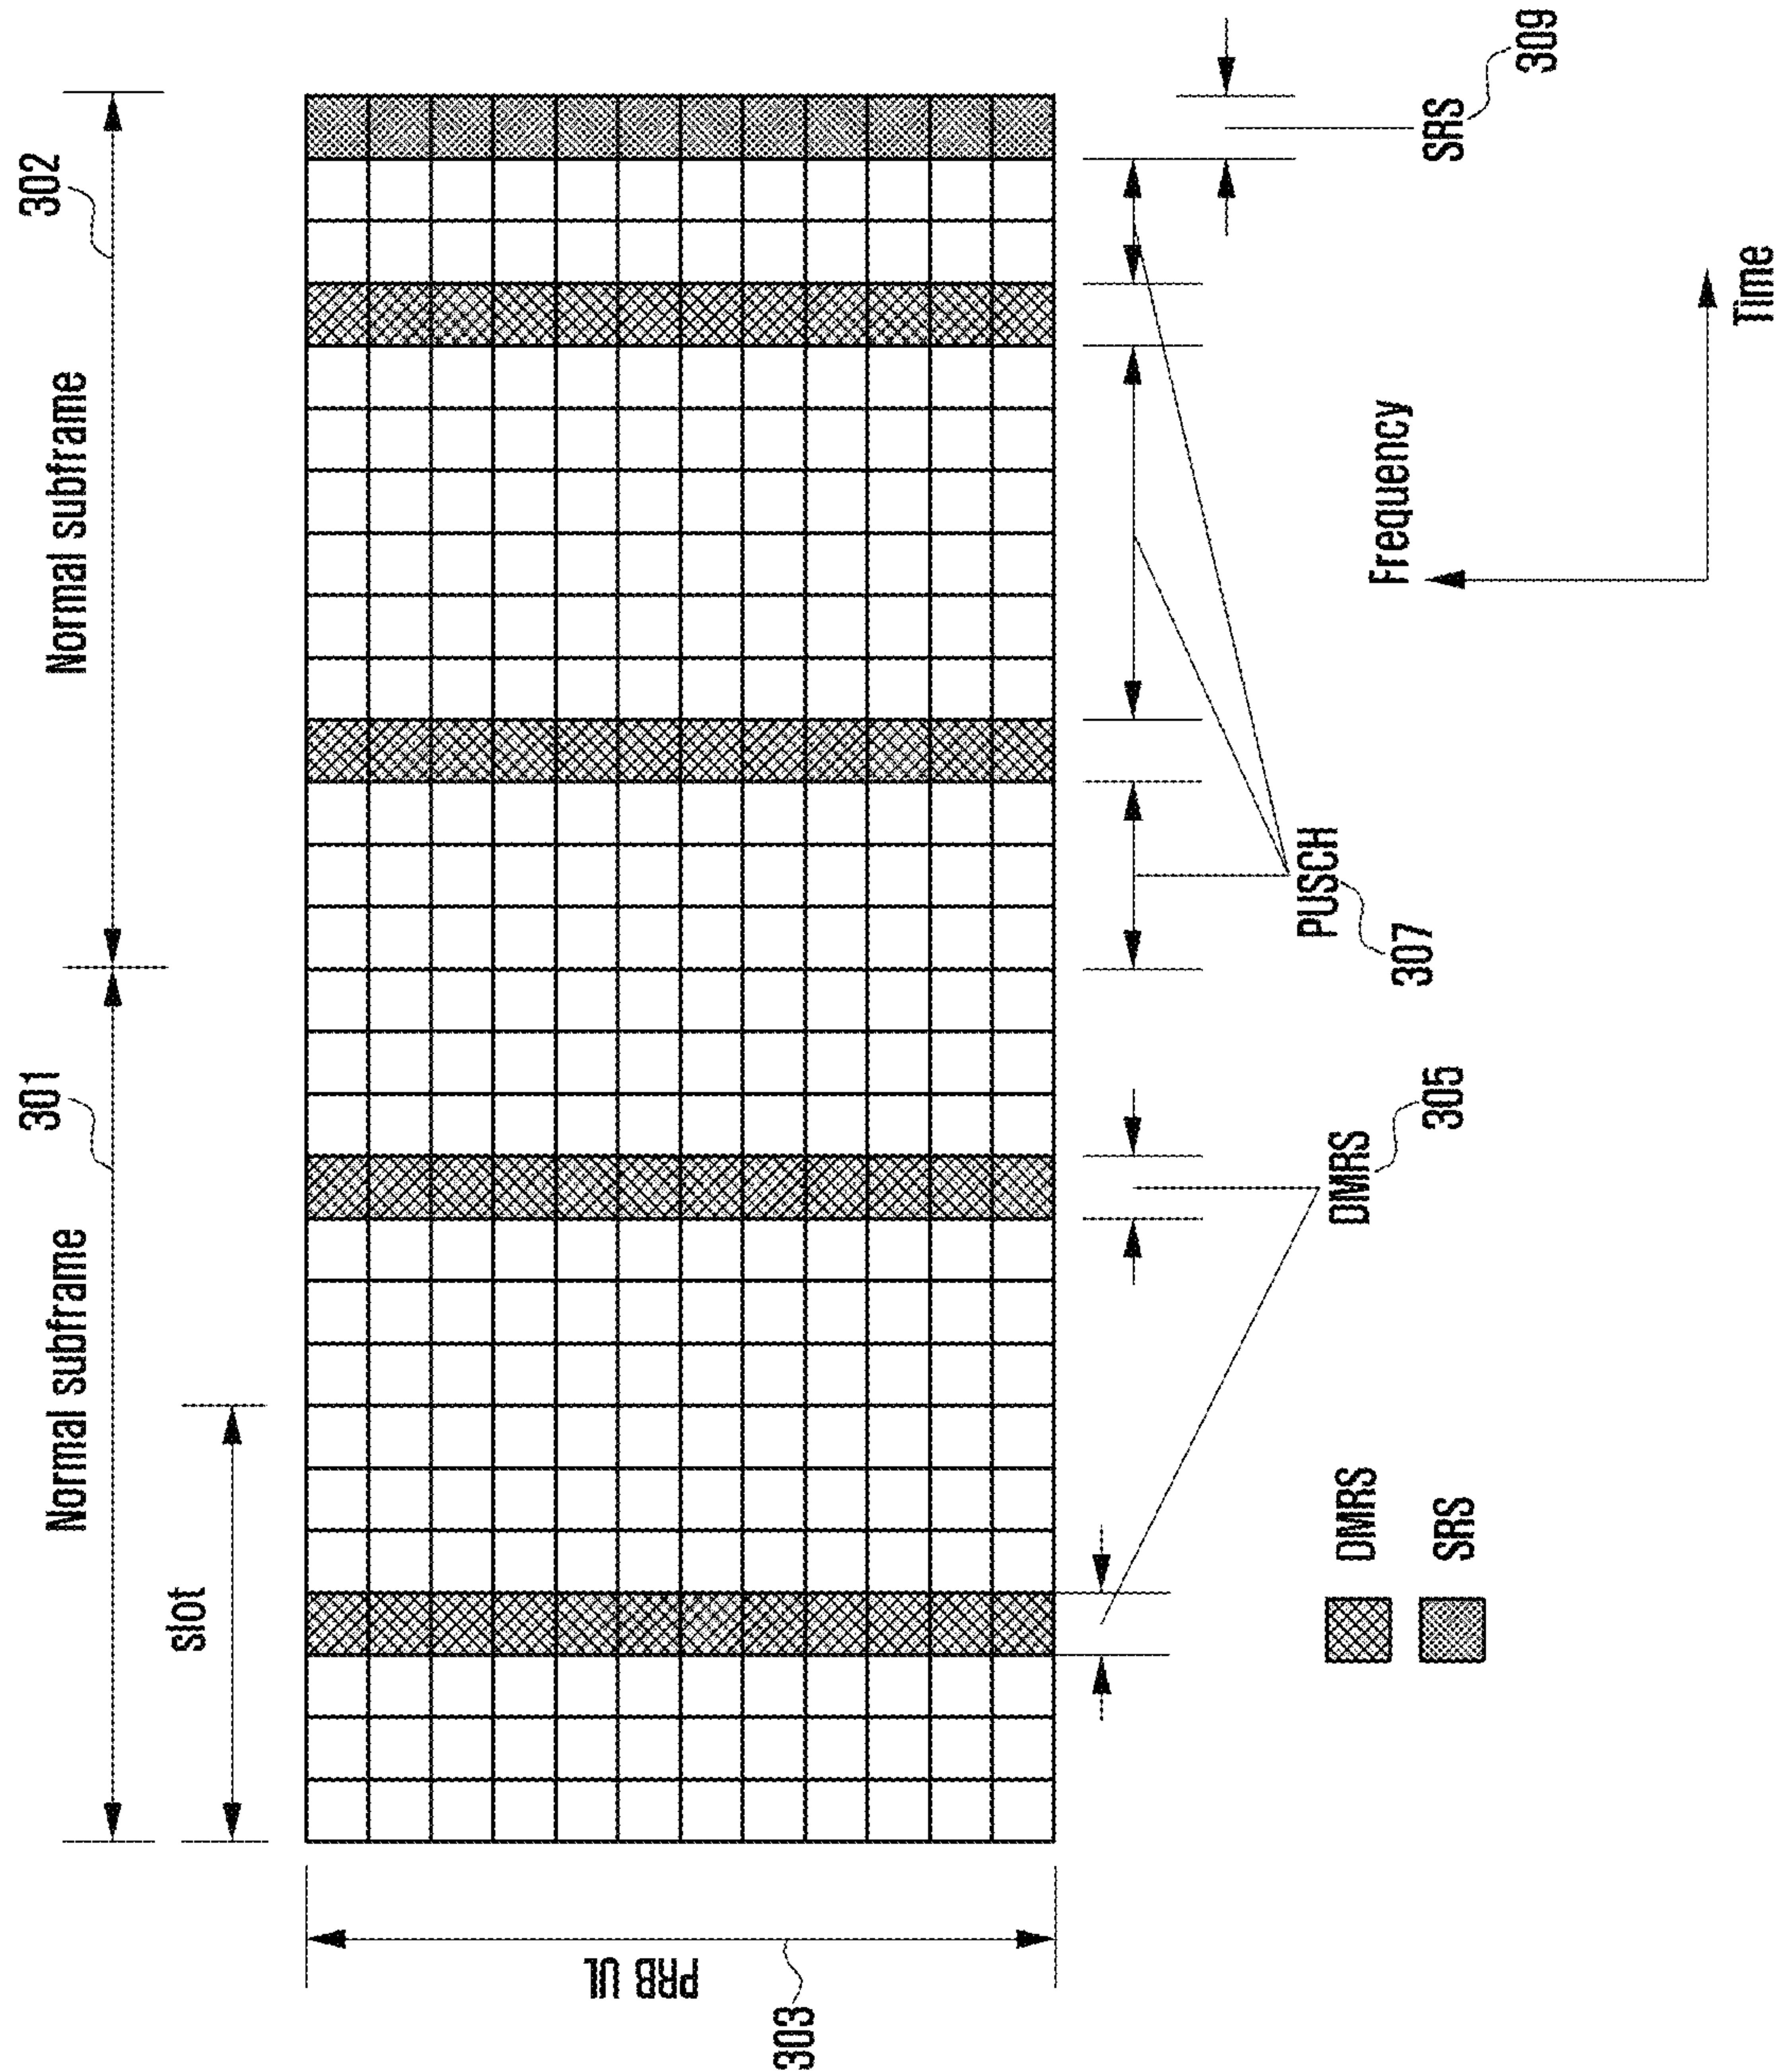 301
302
Normal subframe
Normal subframe
slot
PRB UL
303
DMRS
305
PUSCH
307
SRS
309
DMRS
SRS
Frequency
Time